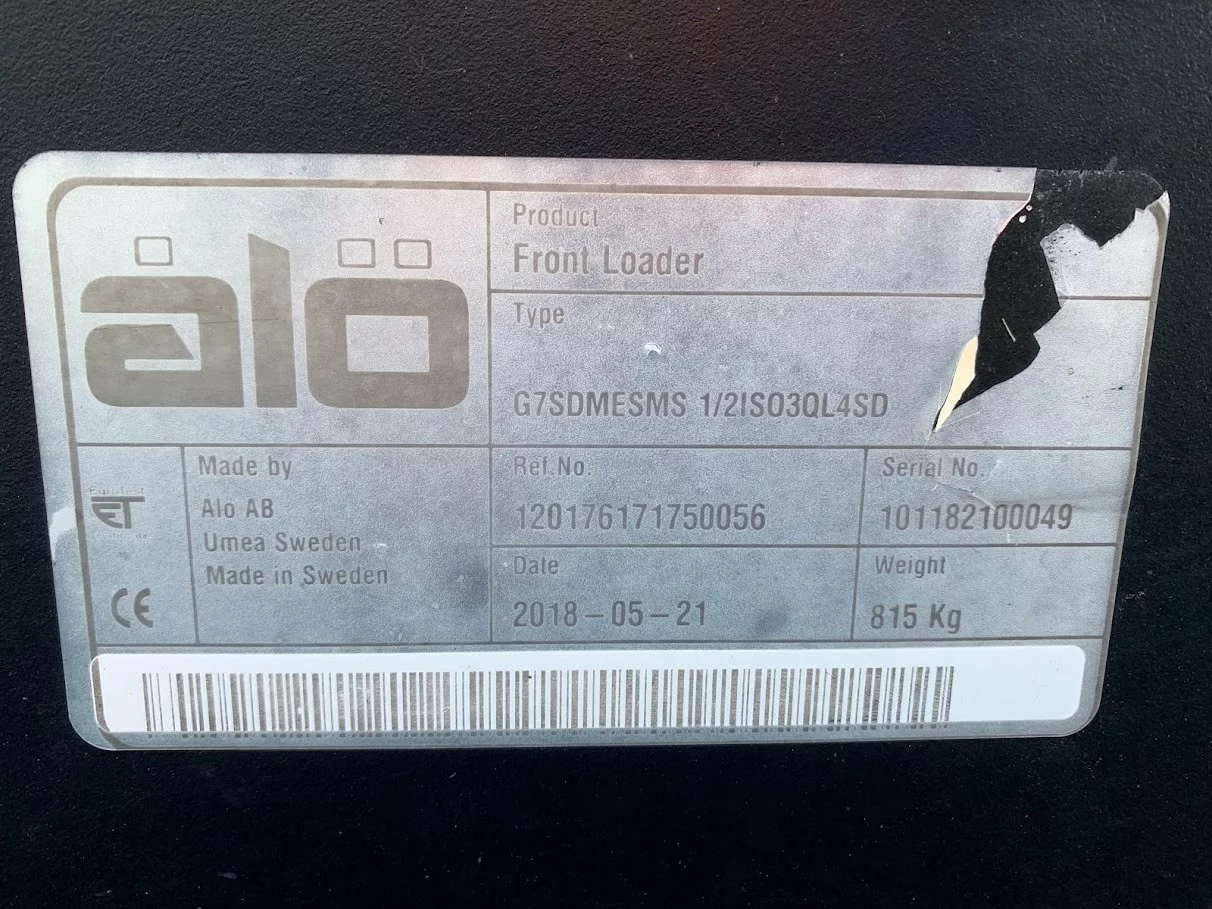 ålö
Product
Front Loader
Type
G7SDMESMS 1/2ISO3QL4SD
Made by
Alo AB
Umea Sweden
Made in Sweden
Ref.No.
120176171750056
Serial No.
101182100049
Date
2018-05-21
Weight
815 Kg
ET
CE